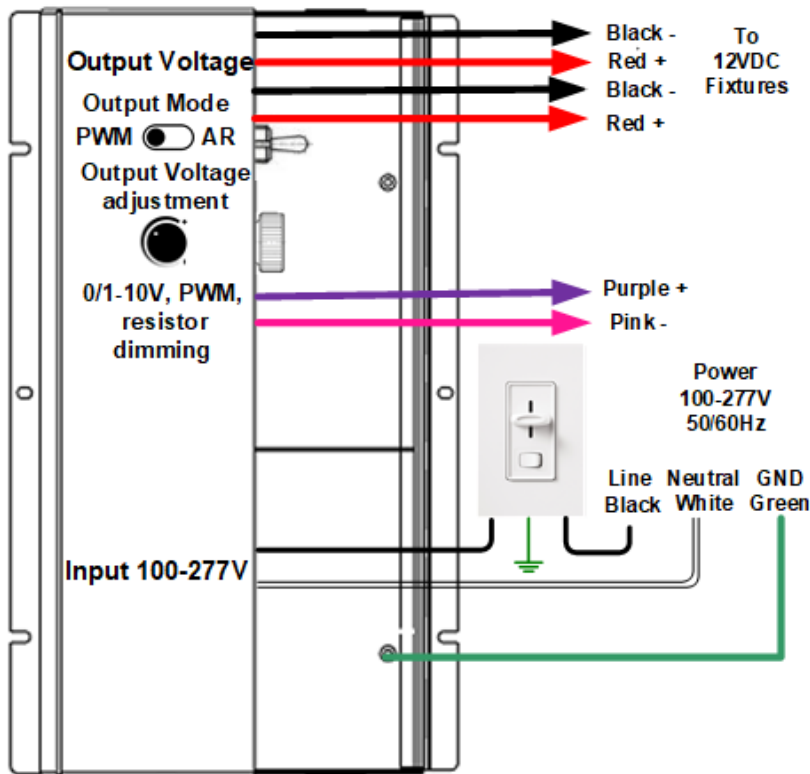 Output Voltage
Output Mode
PWM AR
Output Voltage
adjustment
0/1-10V, PWM,
resistor
dimming
Input 100-277V
Black -
Red +
Black -
Red +
To
12VDC
Fixtures
Purple +
Pink -
Power
100-277V
50/60Hz
Line
Black
Neutral
White
GND
Green